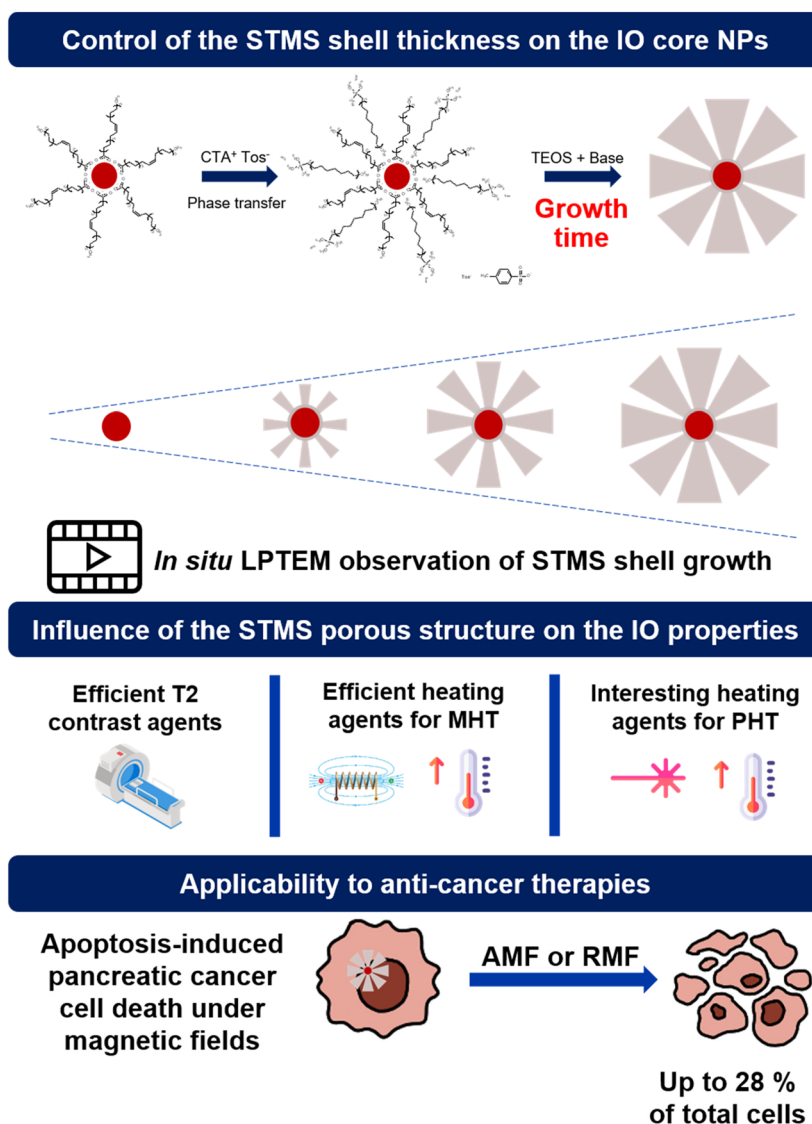 Control of the STMS shell thickness on the IO core NPs
CTA⁺ Tos⁻
Phase transfer
TEOS + Base
Growth
time
In situ LPTEM observation of STMS shell growth
Influence of the STMS porous structure on the IO properties
Efficient T2
contrast agents
Efficient heating
agents for MHT
Interesting heating
agents for PHT
Applicability to anti-cancer therapies
Apoptosis-induced
pancreatic cancer
cell death under
magnetic fields
AMF or RMF
Up to 28 %
of total cells